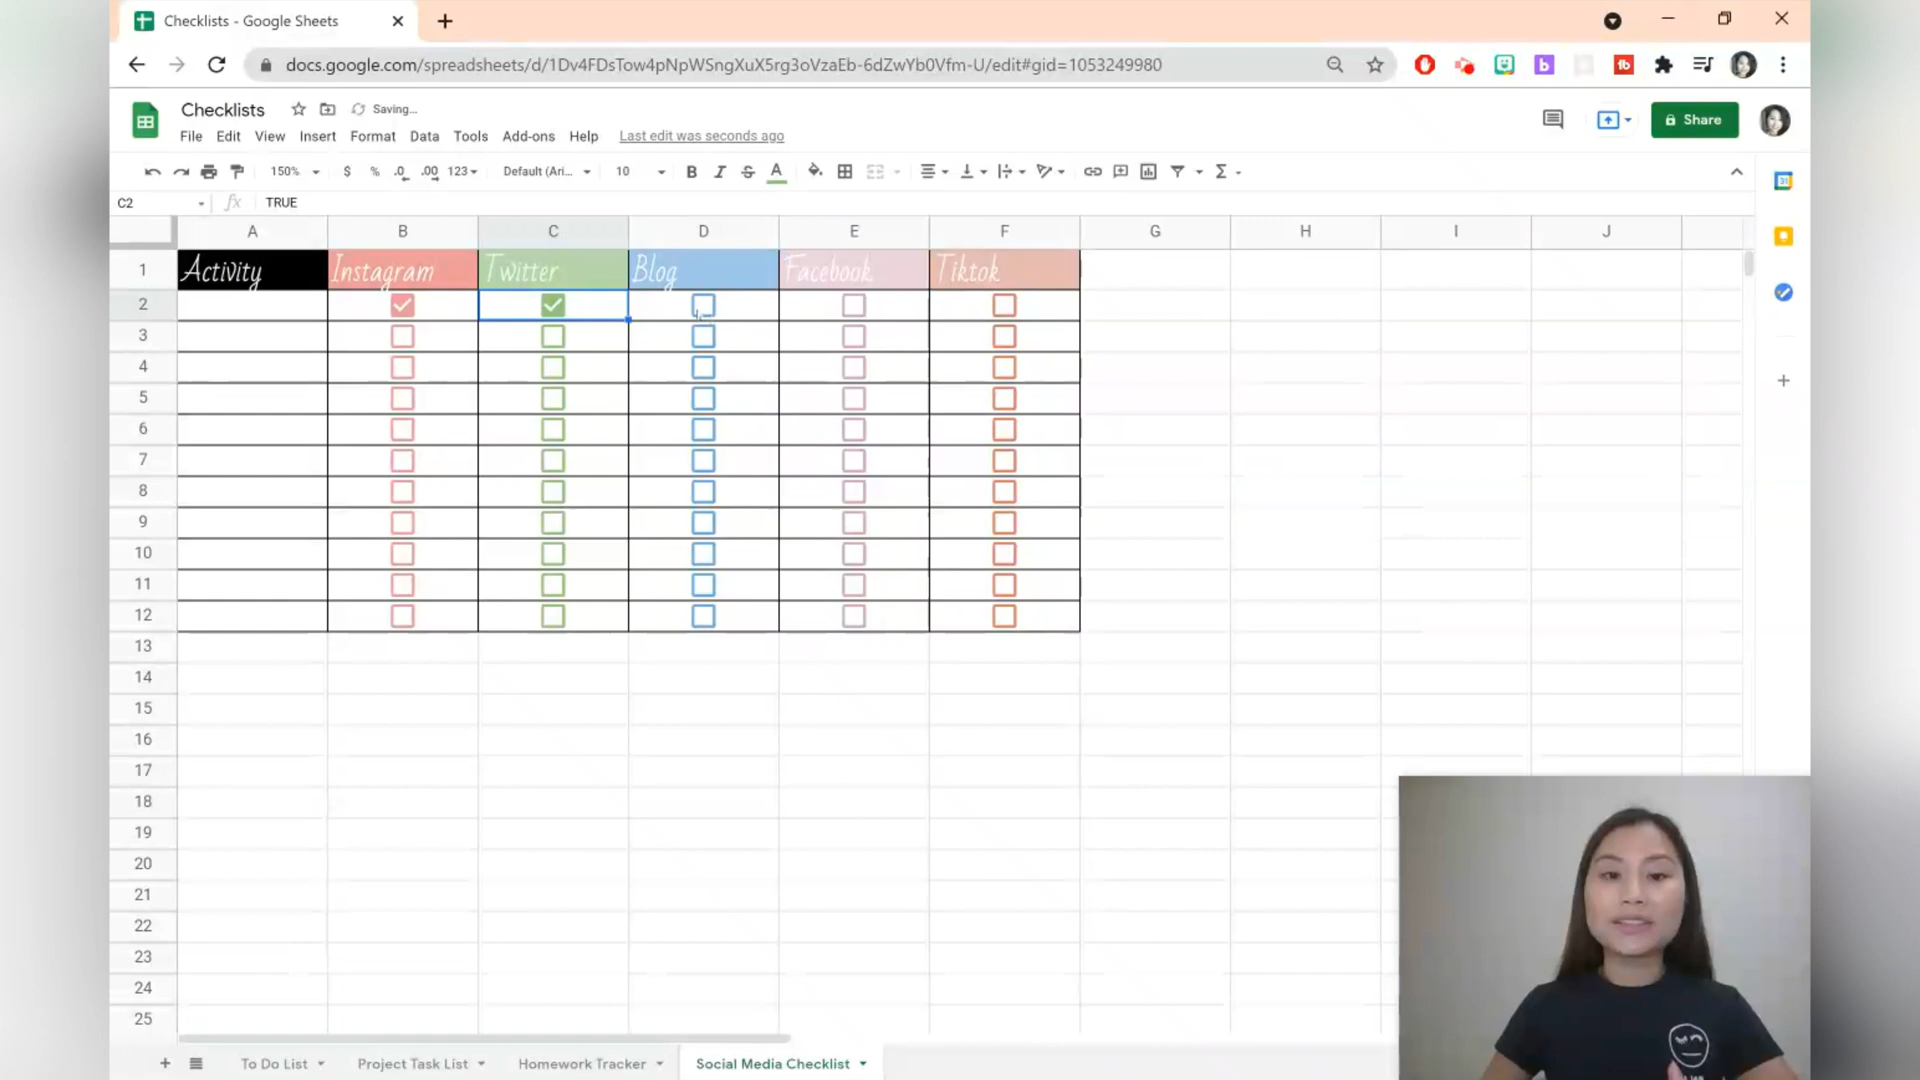 Checklists - Google Sheets
docs.google.com/spreadsheets/d/1Dv4FDsTow4pNpWSngXuX5rg3oVzaEb-6dZwYb0Vfm-U/edit#gid=1053249980
Checklists
Saving...
File Edit View Insert Format Data Tools Add-ons Help Last edit was seconds ago
Share
150% $ % .0 .00 123 Default (Ari... 10 B I S A
31
C2 fx TRUE
A B C D E F G H I J
1 Activity Instagram Twitter Blog Facebook Tiktok
2
3
4
5
6
7
8
9
10
11
12
13
14
15
16
17
18
19
20
21
22
23
24
25
To Do List Project Task List Homework Tracker Social Media Checklist